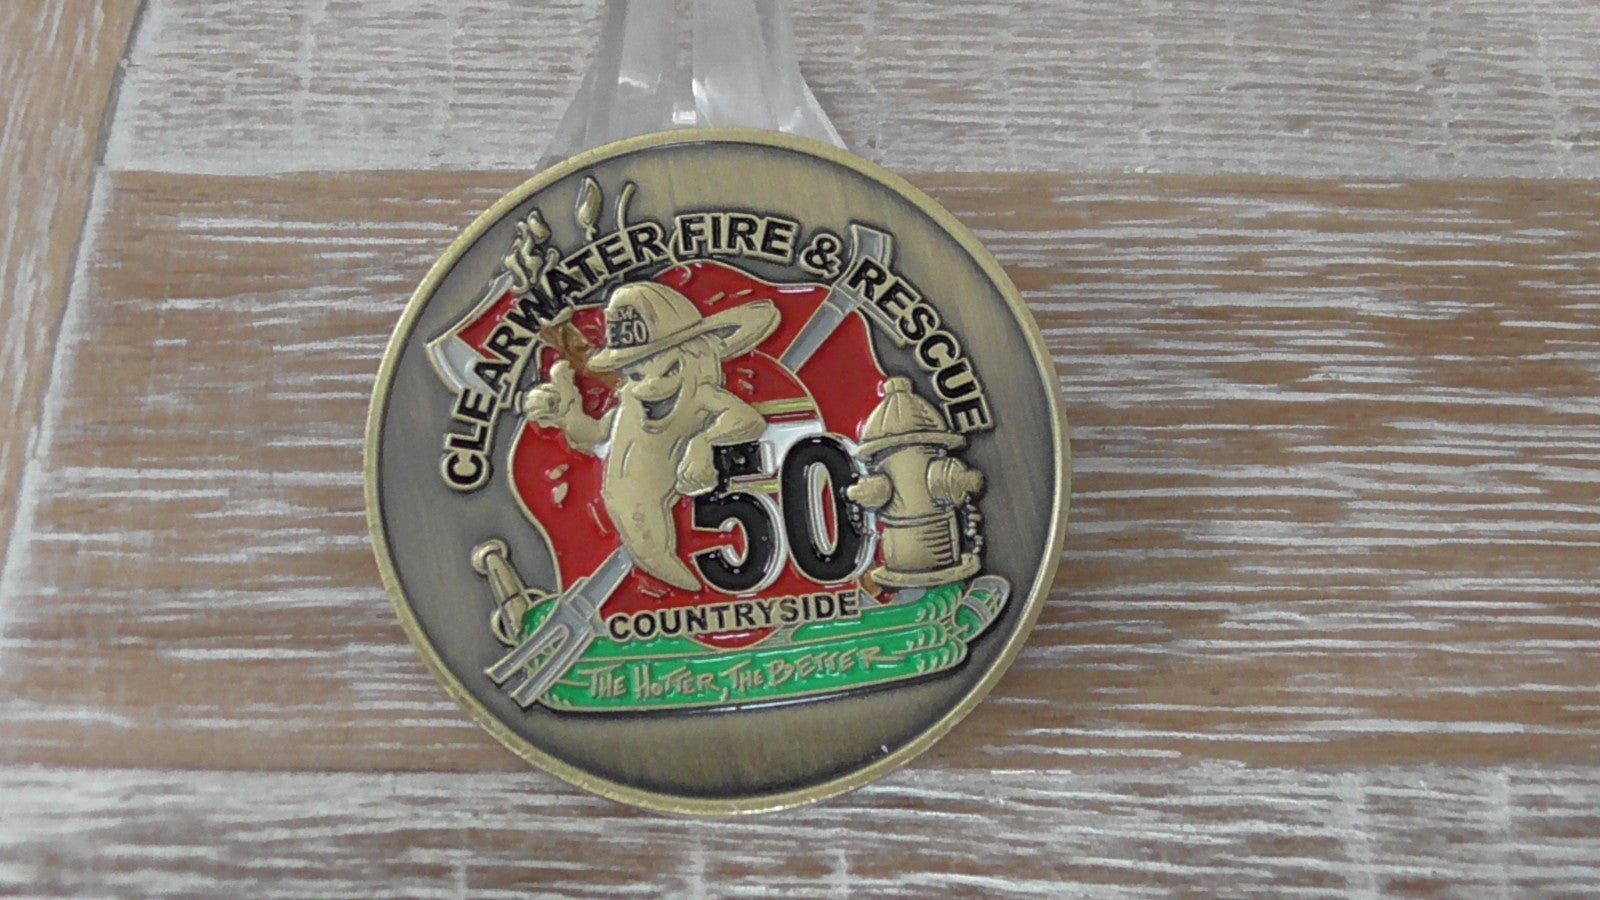 CLEARWATER FIRE & RESCUE
E50
50
COUNTRYSIDE
THE HOTTER, THE BETTER